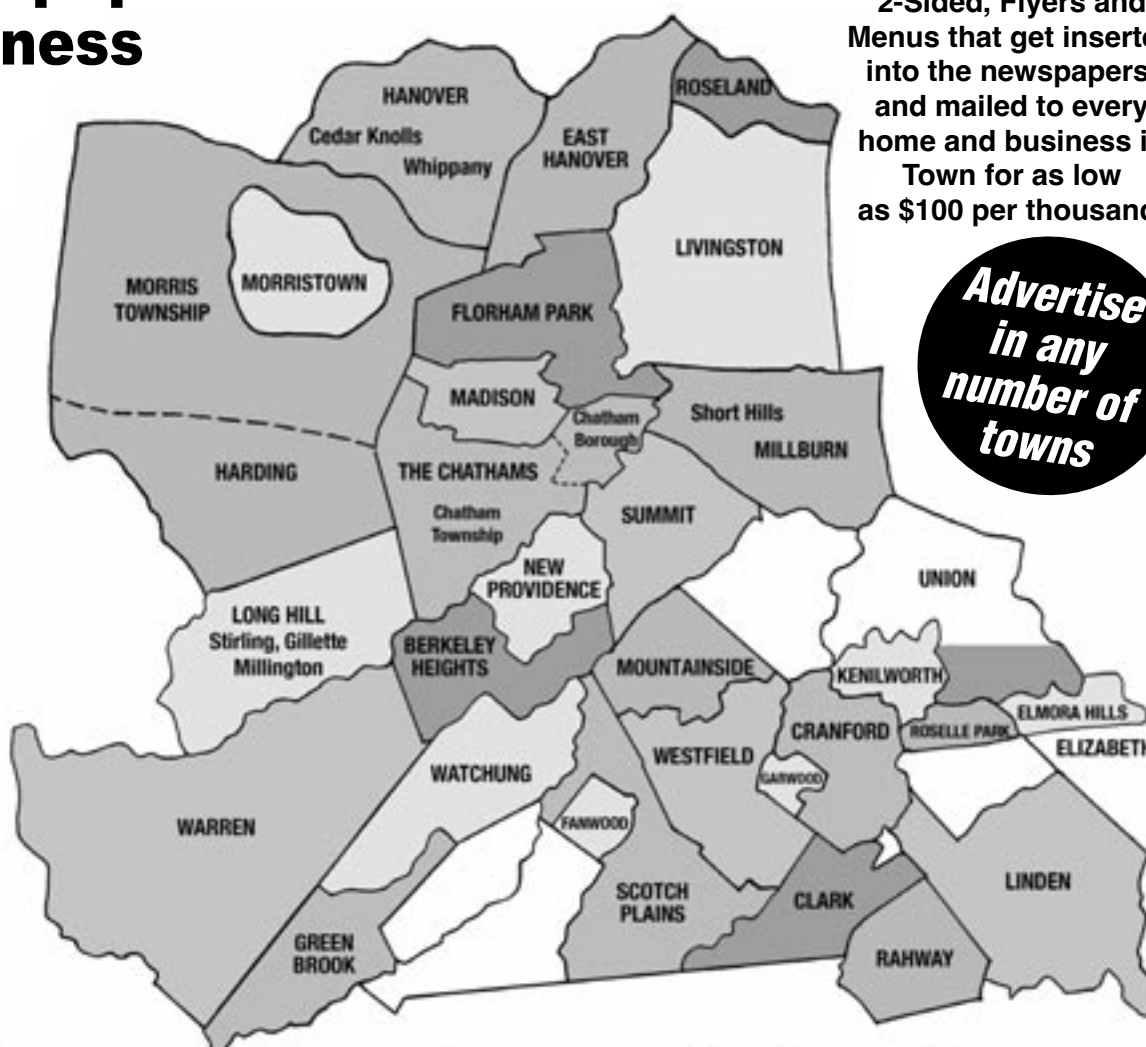 ness
2-Sided, Flyers and
Menus that get inserte
into the newspapers
and mailed to every
home and business i
Town for as low
as $100 per thousand
Advertise
in any
number of
towns
HANOVER
Cedar Knolls
Whippany
EAST
HANOVER
ROSELAND
LIVINGSTON
MORRIS
TOWNSHIP
MORRISTOWN
FLORHAM PARK
MADISON
Chatham
Borough
Short Hills
MILLBURN
HARDING
THE CHATHAMS
Chatham
Township
SUMMIT
NEW
PROVIDENCE
UNION
LONG HILL
Stirling, Gillette
Millington
BERKELEY
HEIGHTS
MOUNTAINSIDE
KENILWORTH
ELMORA HILLS
ROSELLE PARK
CRANFORD
ELIZABETH
WESTFIELD
GARWOOD
WATCHUNG
WARREN
FANWOOD
SCOTCH
PLAINS
CLARK
LINDEN
GREEN
BROOK
RAHWAY